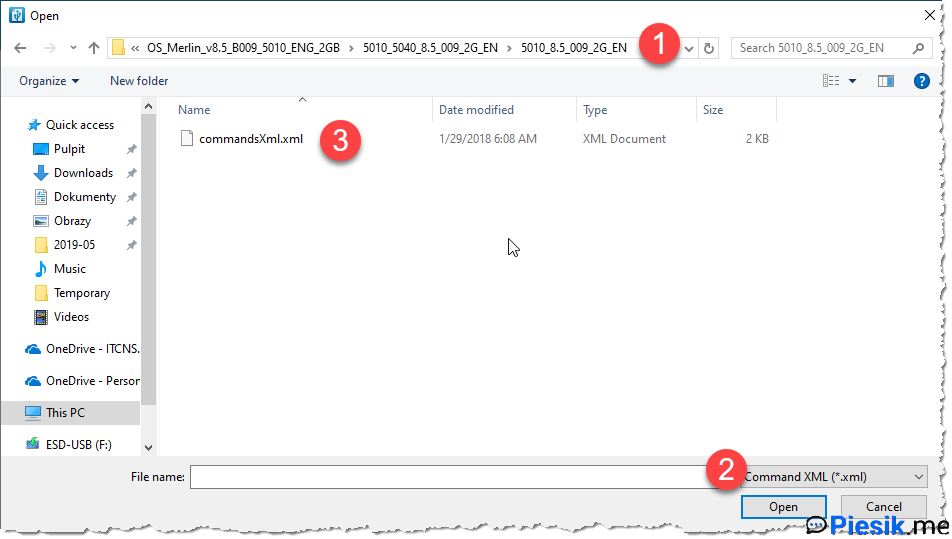 Open
« OS_Merlin_v8.5_B009_5010_ENG_2GB > 5010_5040_8.5_009_2G_EN > 5010_8.5_009_2G_EN 1 Search 5010_8.5_009_2G_EN
Organize New folder ?
Name Date modified Type Size
commandsXml.xml 3 1/29/2018 6:08 AM XML Document 2 KB
Quick access
Pulpit
Downloads
Dokumenty
Obrazy
2019-05
Music
Temporary
Videos
OneDrive - ITCNS.
OneDrive - Person
This PC
ESD-USB (F:)
File name: 2 Command XML (*.xml)
Open Cancel
Piesik.me